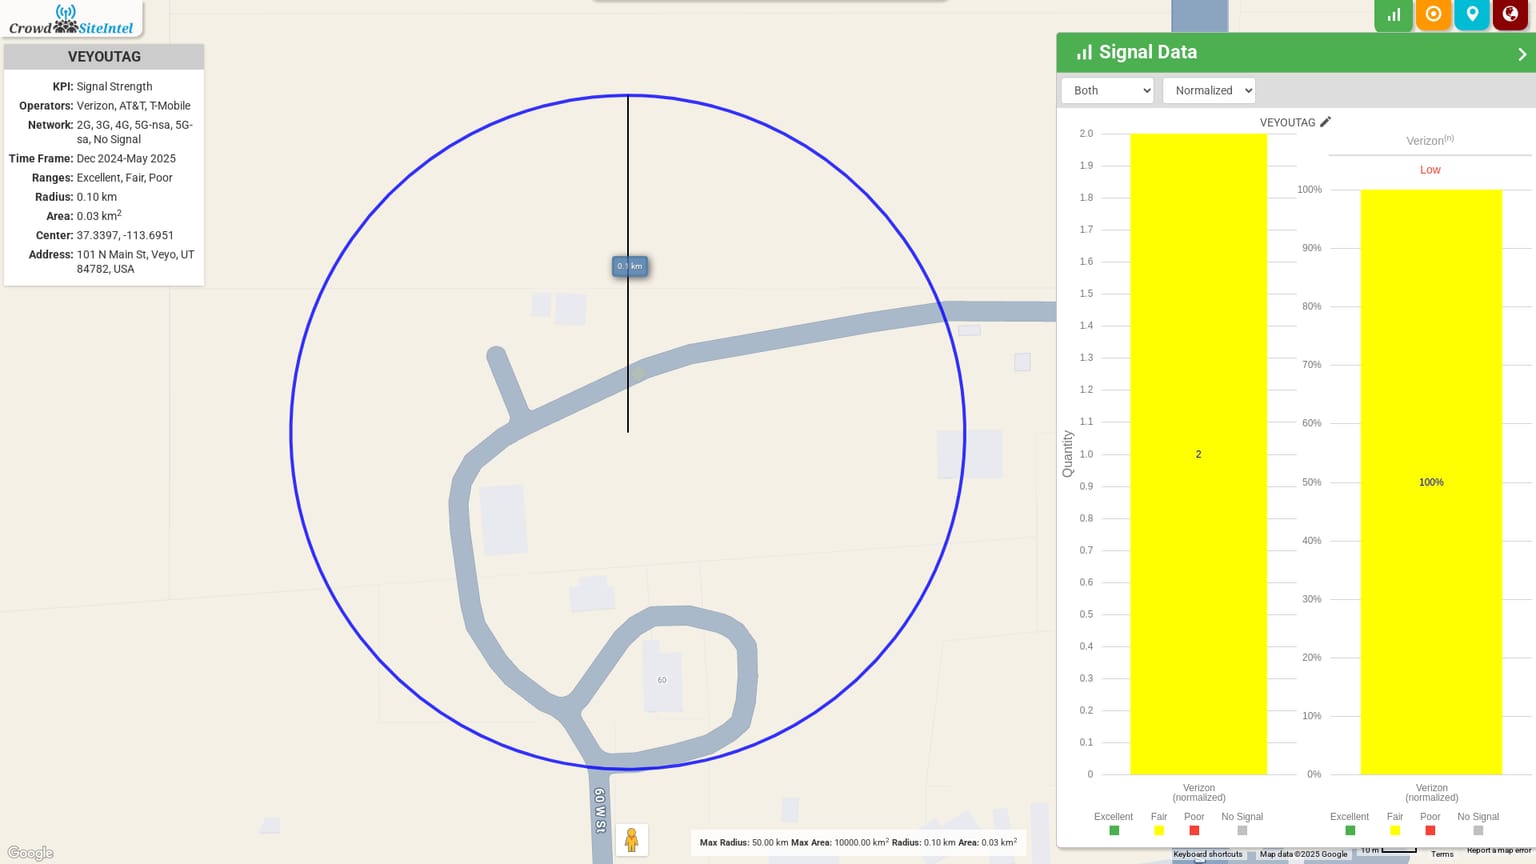 CrowdSiteIntel
VEYOUTAG
KPI: Signal Strength
Operators: Verizon, AT&T, T-Mobile
Network: 2G, 3G, 4G, 5G-nsa, 5G-
sa, No Signal
Time Frame: Dec 2024-May 2025
Ranges: Excellent, Fair, Poor
Radius: 0.10 km
Area: 0.03 km²
Center: 37.3397, -113.6951
Address: 101 N Main St, Veyo, UT
84782, USA
0.1 km
60
60 W St
Google
Max Radius: 50.00 km Max Area: 10000.00 km² Radius: 0.10 km Area: 0.03 km²
Signal Data
Both
Normalized
VEYOUTAG
Quantity
2.0
1.9
1.8
1.7
1.6
1.5
1.4
1.3
1.2
1.1
1.0
0.9
0.8
0.7
0.6
0.5
0.4
0.3
0.2
0.1
0
2
Verizon
(normalized)
Excellent Fair Poor No Signal
Verizon(n)
Low
100%
90%
80%
70%
60%
50%
40%
30%
20%
10%
0%
100%
Verizon
(normalized)
Excellent Fair Poor No Signal
Keyboard shortcuts Map data ©2025 Google 10 m Terms Report a map error